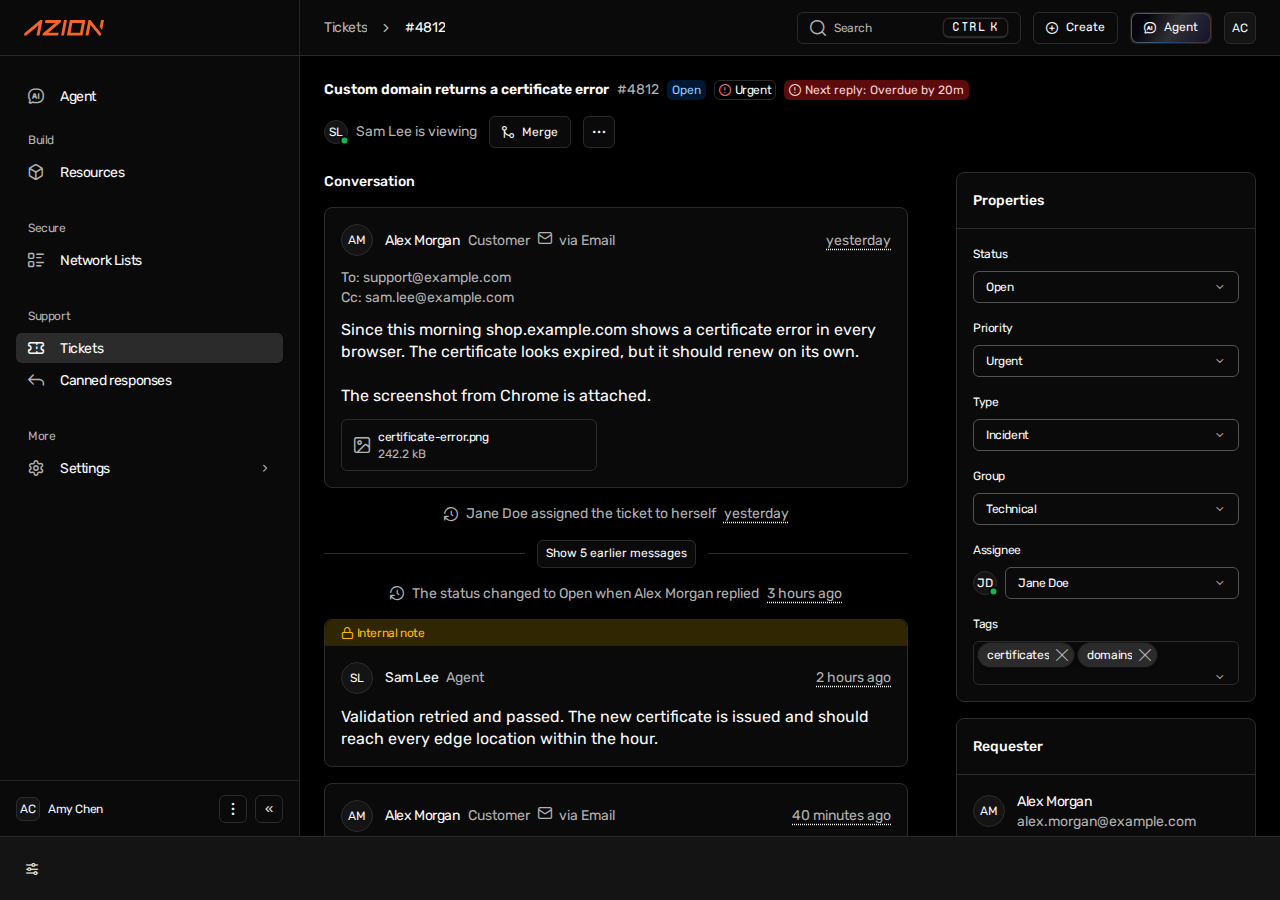 AZION
Tickets > #4812
Search CTRL K
Create
AI Agent
AC
AI Agent
Build
Resources
Secure
Network Lists
Support
Tickets
Canned responses
More
Settings
AC Amy Chen
Custom domain returns a certificate error #4812 Open Urgent Next reply: Overdue by 20m
SL Sam Lee is viewing Merge
Conversation
AM Alex Morgan Customer via Email yesterday
To: support@example.com
Cc: sam.lee@example.com
Since this morning shop.example.com shows a certificate error in every
browser. The certificate looks expired, but it should renew on its own.
The screenshot from Chrome is attached.
certificate-error.png
242.2 kB
Jane Doe assigned the ticket to herself yesterday
Show 5 earlier messages
The status changed to Open when Alex Morgan replied 3 hours ago
Internal note
SL Sam Lee Agent 2 hours ago
Validation retried and passed. The new certificate is issued and should
reach every edge location within the hour.
AM Alex Morgan Customer via Email 40 minutes ago
Properties
Status
Open
Priority
Urgent
Type
Incident
Group
Technical
Assignee
JD Jane Doe
Tags
certificates domains
Requester
AM Alex Morgan
alex.morgan@example.com